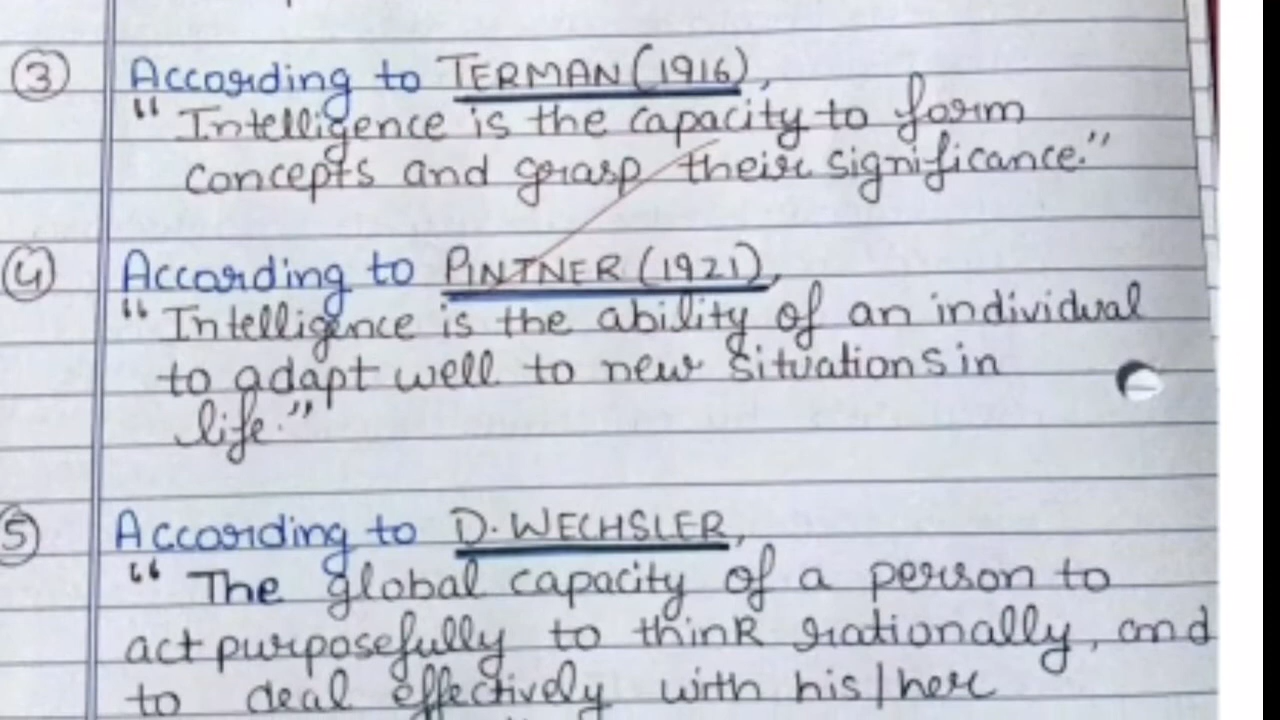 ③ According to TERMAN (1916),
“Intelligence is the capacity to form
concepts and grasp their significance.”
④ According to PINTNER (1921),
“Intelligence is the ability of an individual
to adapt well to new situations in
life.”
⑤ According to D. WECHSLER,
“The global capacity of a person to
act purposefully to think rationally, and
to deal effectively with his/her